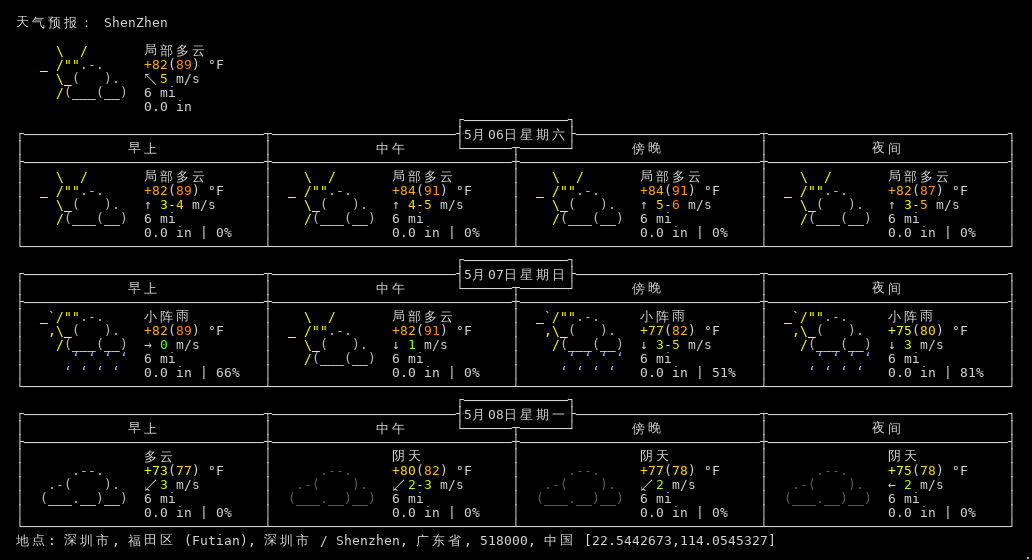 天气预报： ShenZhen
局部多云
+82(89) °F
↖ 5 m/s
6 mi
0.0 in
5月06日星期六
早上 中午 傍晚 夜间
局部多云 局部多云 局部多云 局部多云
+82(89) °F +84(91) °F +84(91) °F +82(87) °F
↑ 3-4 m/s ↑ 4-5 m/s ↑ 5-6 m/s ↑ 3-5 m/s
6 mi 6 mi 6 mi 6 mi
0.0 in | 0% 0.0 in | 0% 0.0 in | 0% 0.0 in | 0%
5月07日星期日
早上 中午 傍晚 夜间
小阵雨 局部多云 小阵雨 小阵雨
+82(89) °F +82(91) °F +77(82) °F +75(80) °F
→ 0 m/s ↓ 1 m/s ↓ 3-5 m/s ↓ 3 m/s
6 mi 6 mi 6 mi 6 mi
0.0 in | 66% 0.0 in | 0% 0.0 in | 51% 0.0 in | 81%
5月08日星期一
早上 中午 傍晚 夜间
多云 阴天 阴天 阴天
+73(77) °F +80(82) °F +77(78) °F +75(78) °F
↙ 3 m/s ↙ 2-3 m/s ↙ 2 m/s ← 2 m/s
6 mi 6 mi 6 mi 6 mi
0.0 in | 0% 0.0 in | 0% 0.0 in | 0% 0.0 in | 0%
地点: 深圳市, 福田区 (Futian), 深圳市 / Shenzhen, 广东省, 518000, 中国 [22.5442673,114.0545327]